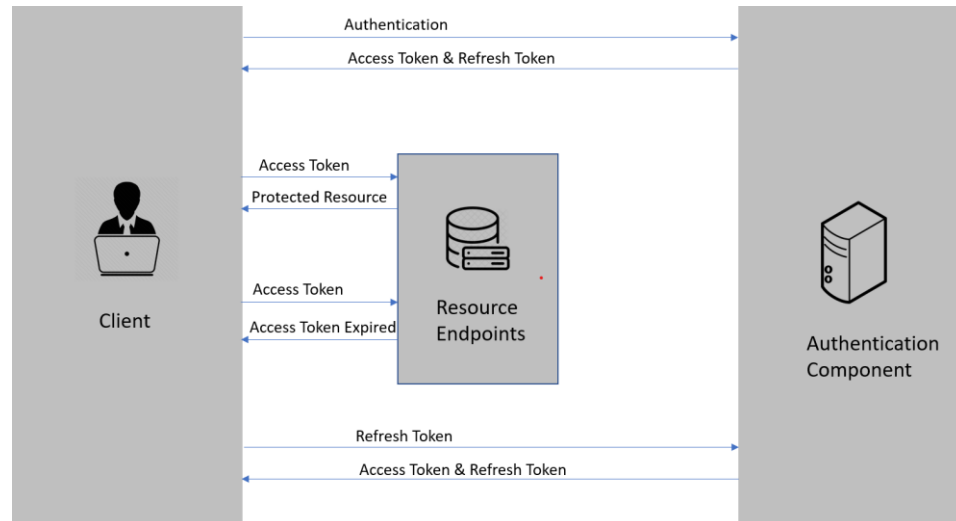 Authentication
Access Token & Refresh Token
Access Token
Protected Resource
Access Token
Access Token Expired
Client
Resource
Endpoints
Authentication
Component
Refresh Token
Access Token & Refresh Token